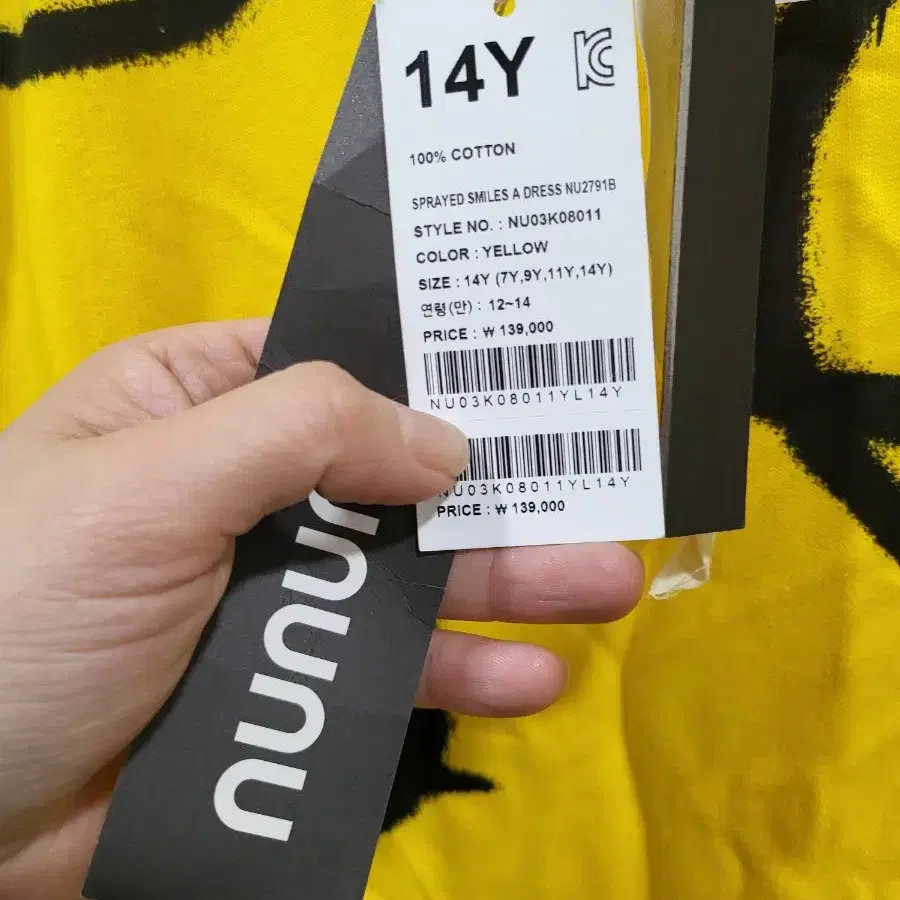 14Y
KC
100% COTTON
SPRAYED SMILES A DRESS NU2791B
STYLE NO. : NU03K08011
COLOR : YELLOW
SIZE : 14Y (7Y,9Y,11Y,14Y)
연령(만) : 12~14
PRICE : ₩ 139,000
NU03K08011YL14Y
NU03K08011YL14Y
PRICE : ₩ 139,000
nununu